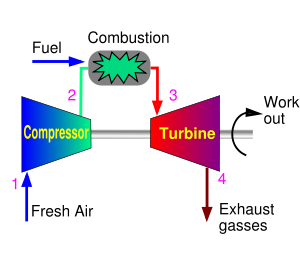 Combustion
Fuel
2
3
Work
out
Compressor
Turbine
1
4
Fresh Air
Exhaust
gasses